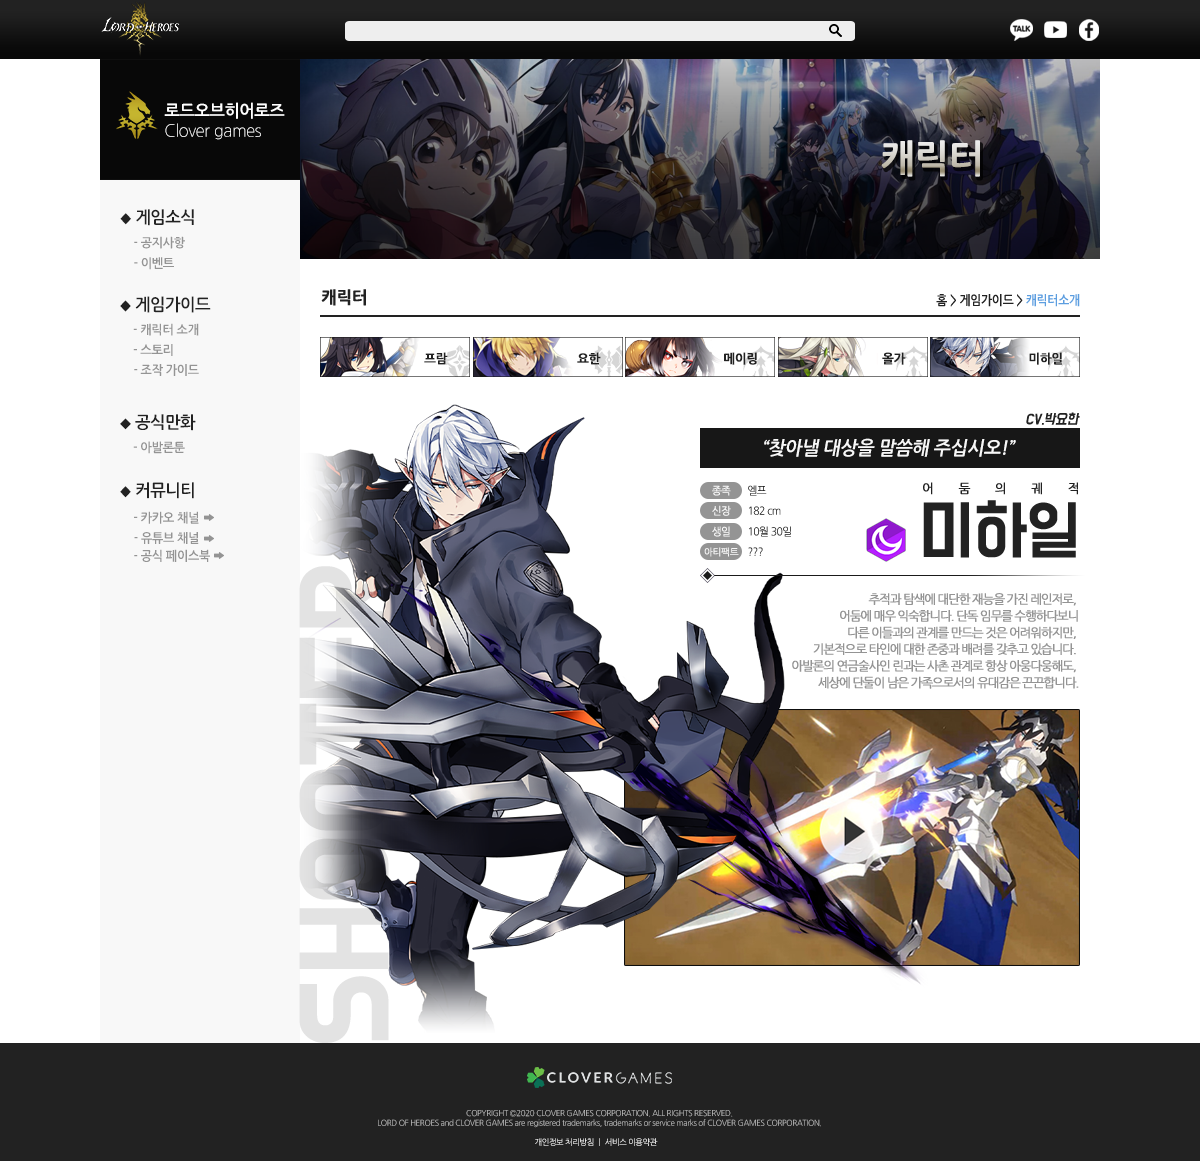 LORD HEROES
TALK
로드오브히어로즈
Clover games
캐릭터
게임소식
- 공지사항
- 이벤트
게임가이드
- 캐릭터 소개
- 스토리
- 조작 가이드
공식만화
- 아발론툰
커뮤니티
- 카카오 채널
- 유튜브 채널
- 공식 페이스북
캐릭터
홈 > 게임가이드 > 캐릭터소개
프람
요한
메이링
올가
미하일
CV.박요한
“찾아낼 대상을 말씀해 주십시오!”
종족 엘프
신장 182 cm
생일 10월 30일
아티팩트 ???
어둠의 궤적
미하일
추적과 탐색에 대단한 재능을 가진 레인저로,
어둠에 매우 익숙합니다. 단독 임무를 수행하다보니
다른 이들과의 관계를 만드는 것은 어려워하지만,
기본적으로 타인에 대한 존중과 배려를 갖추고 있습니다.
아발론의 연금술사인 린과는 사촌 관계로 항상 아웅다웅해도,
세상에 단둘이 남은 가족으로서의 유대감은 끈끈합니다.
SHOOTER
CLOVERGAMES
COPYRIGHT ©2020 CLOVER GAMES CORPORATION. ALL RIGHTS RESERVED.
LORD OF HEROES and CLOVER GAMES are registered trademarks, trademarks or service marks of CLOVER GAMES CORPORATION.
개인정보 처리방침 | 서비스 이용약관